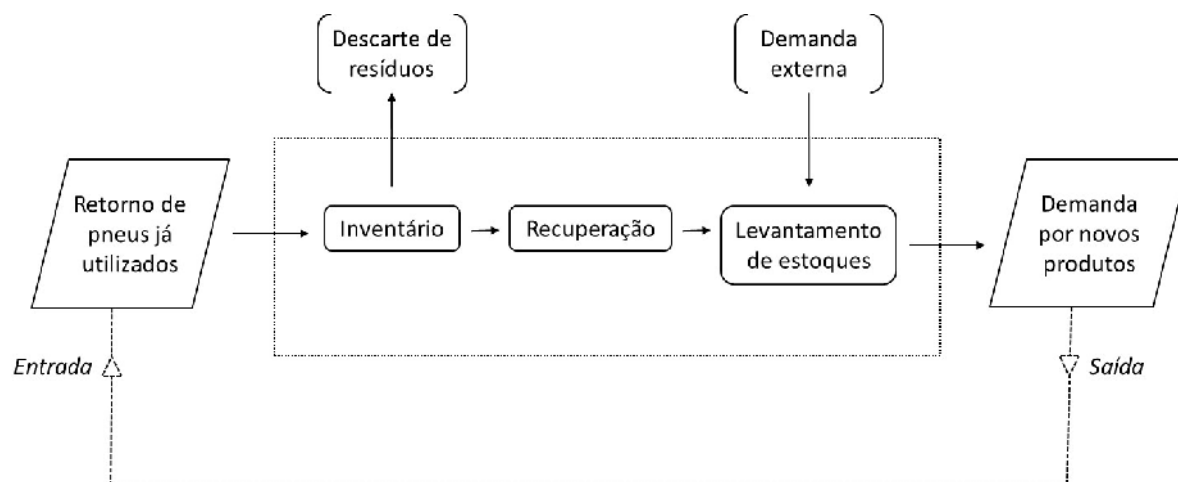 Descarte de
resíduos
Demanda
externa
Retorno de
pneus já
utilizados
Inventário
Recuperação
Levantamento
de estoques
Demanda
por novos
produtos
Entrada
Saída